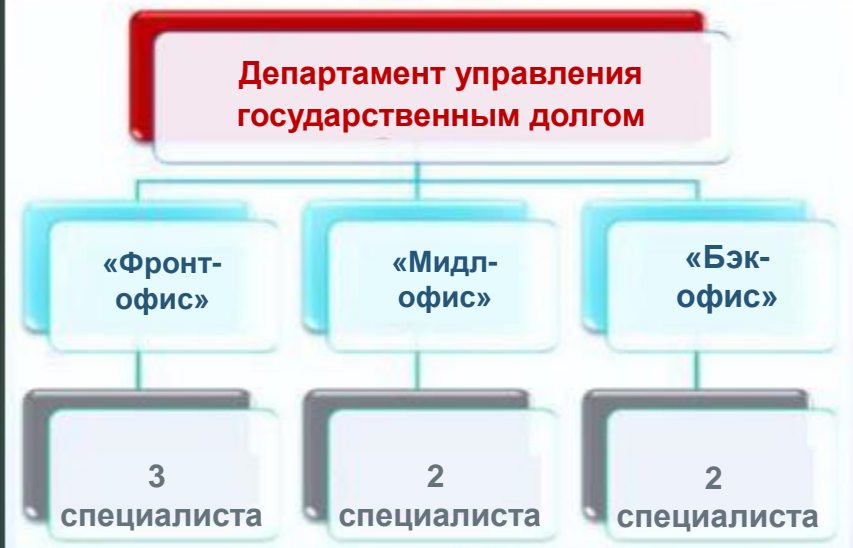 Департамент управления
государственным долгом
«Фронт-
офис»
«Мидл-
офис»
«Бэк-
офис»
3
специалиста
2
специалиста
2
специалиста